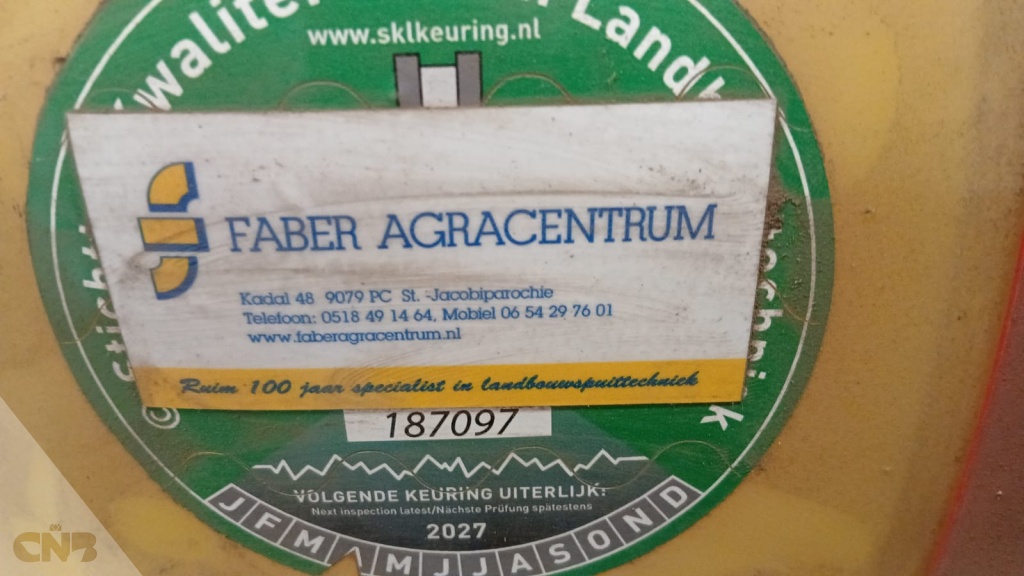 www.sklkeuring.nl
FABER AGRACENTRUM
Kadal 48 9079 PC St. -Jacobiparochie
Telefoon: 0518 49 14 64, Mobiel 06 54 29 76 01
www.faberagracentrum.nl
Ruim 100 jaar specialist in landbouwspuittechniek
187097
VOLGENDE KEURING UITERLIJK:
Next inspection latest/Nächste Prüfung spätestens
2027
J F M A M J J A S O N D
CNB